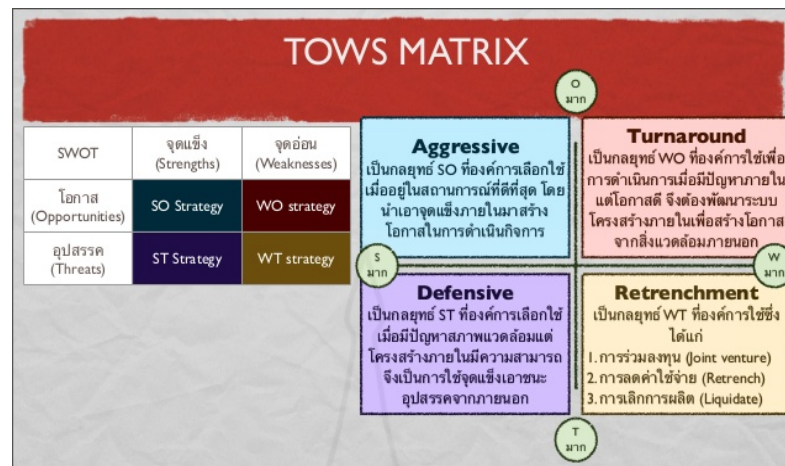 TOWS MATRIX
SWOT
จุดแข็ง
(Strengths)
จุดอ่อน
(Weaknesses)
โอกาส
(Opportunities)
SO Strategy
WO strategy
อุปสรรค
(Threats)
ST Strategy
WT strategy
O
มาก
Aggressive
เป็นกลยุทธ์ SO ที่องค์การเลือกใช้
เมื่ออยู่ในสถานการณ์ที่ดีที่สุด โดย
นำเอาจุดแข็งภายในมาสร้าง
โอกาสในการดำเนินกิจการ
Turnaround
เป็นกลยุทธ์ WO ที่องค์การใช้เพื่อ
การดำเนินการเมื่อมีปัญหาภายใน
แต่โอกาสดี จึงต้องพัฒนาระบบ
โครงสร้างภายในเพื่อสร้างโอกาส
จากสิ่งแวดล้อมภายนอก
S
มาก
W
มาก
Defensive
เป็นกลยุทธ์ ST ที่องค์การเลือกใช้
เมื่อมีปัญหาสภาพแวดล้อมแต่
โครงสร้างภายในมีความสามารถ
จึงเป็นการใช้จุดแข็งเอาชนะ
อุปสรรคจากภายนอก
Retrenchment
เป็นกลยุทธ์ WT ที่องค์การใช้ซึ่ง
ได้แก่
1. การร่วมลงทุน (Joint venture)
2. การลดค่าใช้จ่าย (Retrench)
3. การเลิกการผลิต (Liquidate)
T
มาก